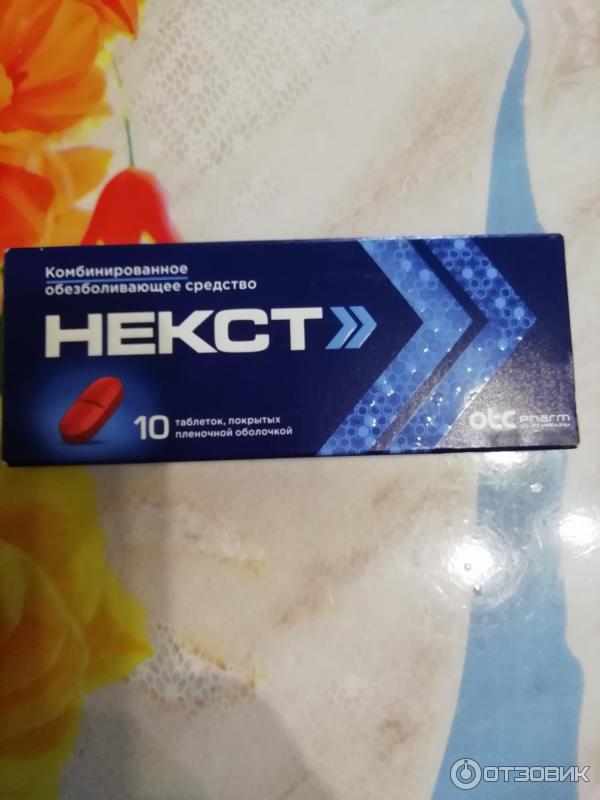 Комбинированное
обезболивающее средство
НЕКСТ
10 таблеток, покрытых
пленочной оболочкой
otc pharm
ОТЗОВИК